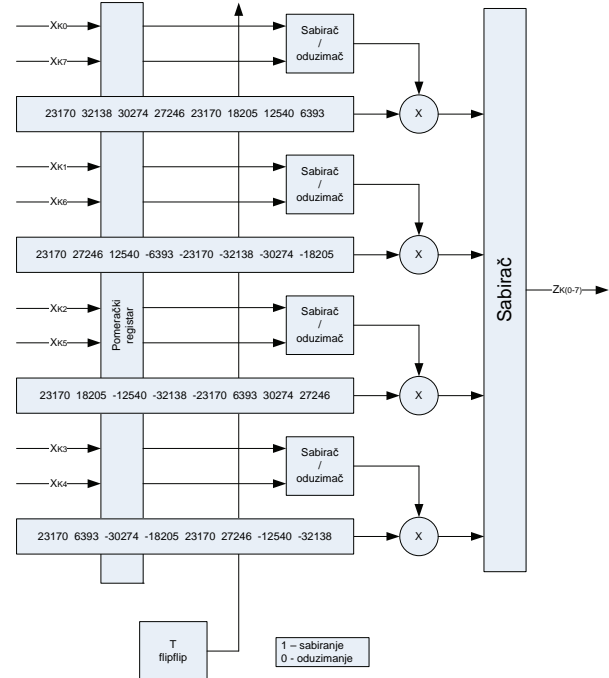 XK0
XK7
Sabirač
/
oduzimač
X
23170 32138 30274 27246 23170 18205 12540 6393
XK1
XK6
Sabirač
/
oduzimač
X
23170 27246 12540 -6393 -23170 -32138 -30274 -18205
Pomerački
registar
Sabirač
ZK(0-7)
XK2
XK5
Sabirač
/
oduzimač
X
23170 18205 -12540 -32138 -23170 6393 30274 27246
XK3
XK4
Sabirač
/
oduzimač
X
23170 6393 -30274 -18205 23170 27246 -12540 -32138
T
flipflip
1 – sabiranje
0 - oduzimanje